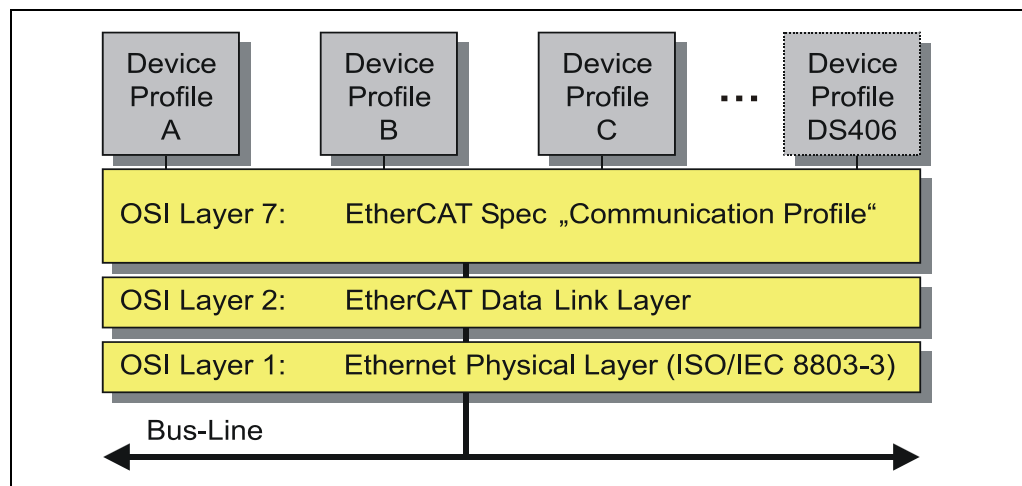 Device
Profile
A
Device
Profile
B
Device
Profile
C
...
Device
Profile
DS406
OSI Layer 7: EtherCAT Spec „Communication Profile“
OSI Layer 2: EtherCAT Data Link Layer
OSI Layer 1: Ethernet Physical Layer (ISO/IEC 8803-3)
Bus-Line